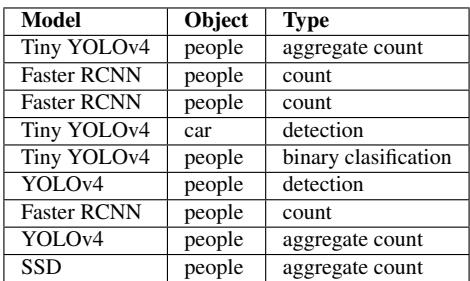 Model Object Type
Tiny YOLOv4 people aggregate count
Faster RCNN people count
Faster RCNN people count
Tiny YOLOv4 car detection
Tiny YOLOv4 people binary clasification
YOLOv4 people detection
Faster RCNN people count
YOLOv4 people aggregate count
SSD people aggregate count